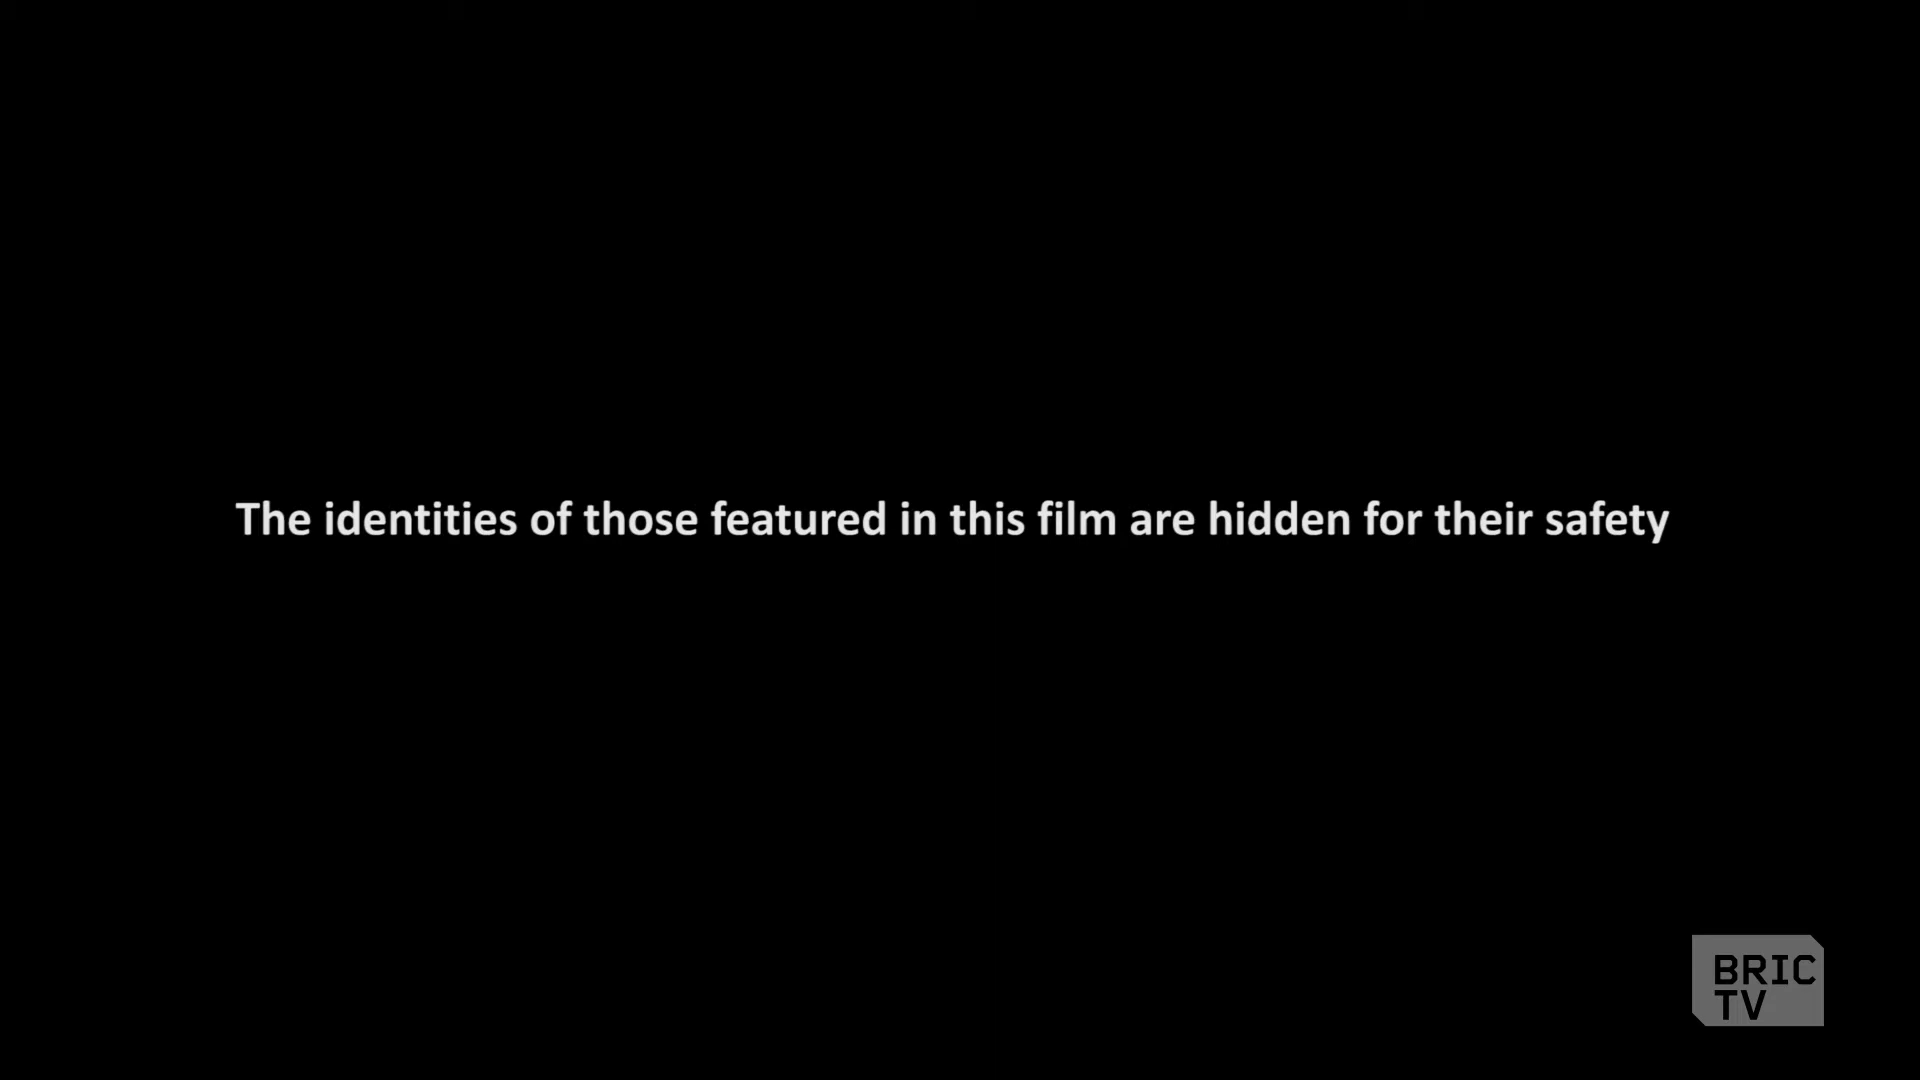 The identities of those featured in this film are hidden for their safety
BRIC
TV